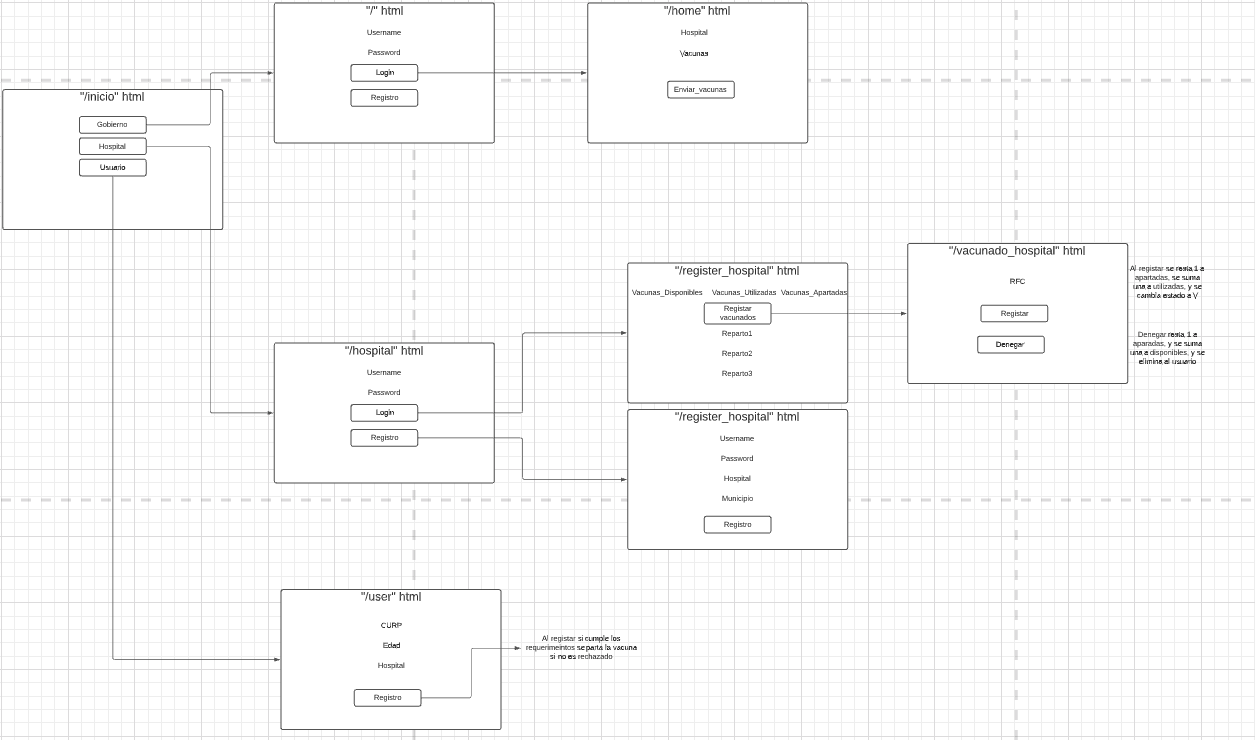 "/" html
Username
Password
Login
Registro
"/home" html
Hospital
Vacunas
Enviar_vacunas
"/inicio" html
Gobierno
Hospital
Usuario
"/register_hospital" html
Vacunas_Disponibles Vacunas_Utilizadas Vacunas_Apartadas
Registrar
vacunados
Reparto1
Reparto2
Reparto3
"/vacunado_hospital" html
RFC
Registrar
Denegar
Al registrar se resta 1 a
apartadas, se suma
una a utilizadas, y se
cambia estado a V
Denegar resta 1 a
aparadas, y se suma
una a disponibles, y se
elimina al usuario
"/hospital" html
Username
Password
Login
Registro
"/register_hospital" html
Username
Password
Hospital
Municipio
Registro
"/user" html
CURP
Edad
Hospital
Registro
Al registrar si cumple los
requerimeintos se parta la vacuna
si no es rechazado